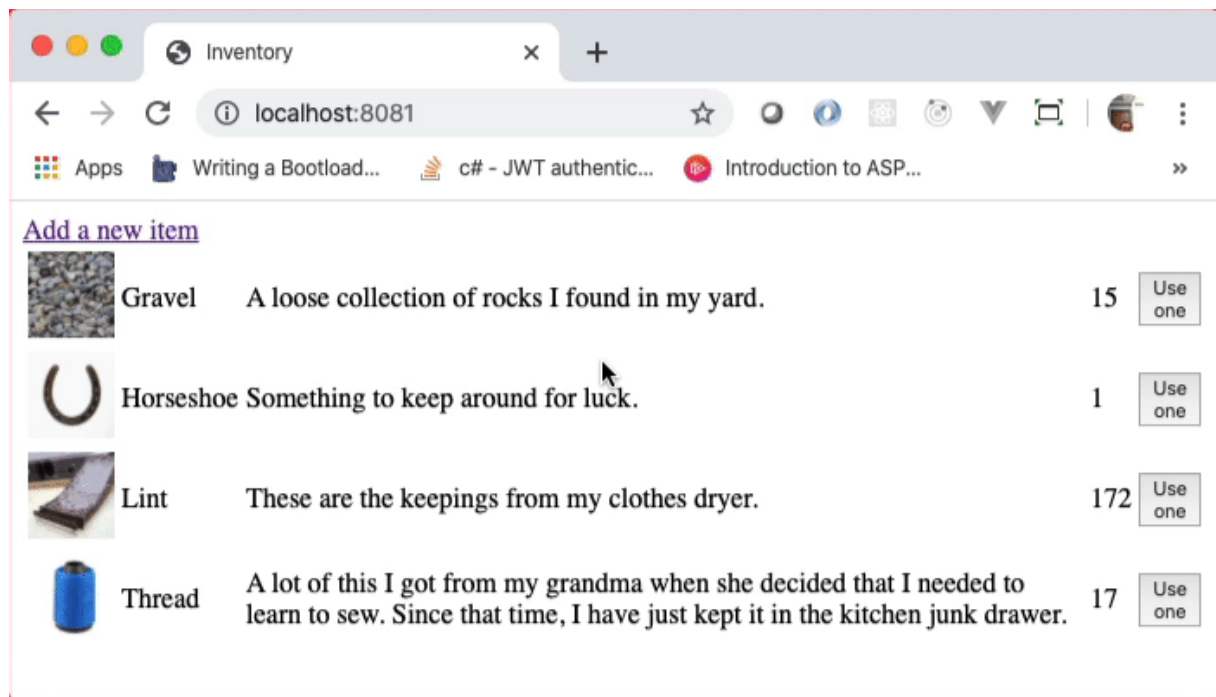 Inventory
localhost:8081
Apps Writing a Bootload... c# - JWT authentic... Introduction to ASP...
Add a new item
Gravel A loose collection of rocks I found in my yard. 15 Use one
Horseshoe Something to keep around for luck. 1 Use one
Lint These are the keepings from my clothes dryer. 172 Use one
Thread A lot of this I got from my grandma when she decided that I needed to
learn to sew. Since that time, I have just kept it in the kitchen junk drawer. 17 Use one